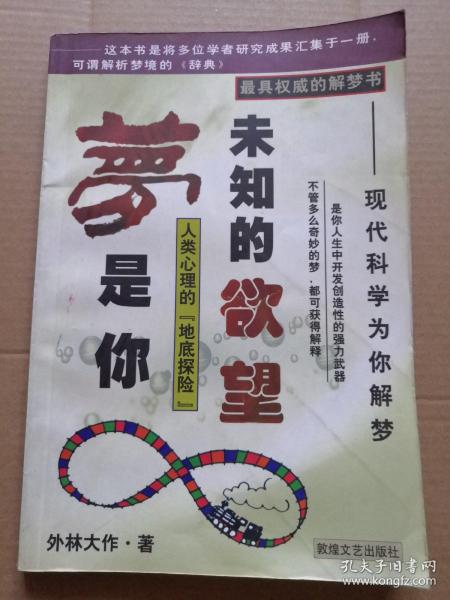 ——这本书是将多位学者研究成果汇集于一册，
可谓解析梦境的《辞典》
最具权威的解梦书
夢是你
未知的欲望
人类心理的『地底探险』
——现代科学为你解梦
是你人生中开发创造性的强力武器
不管多么奇妙的梦．都可获得解释
外林大作·著
敦煌文艺出版社
孔夫子旧书网
www.kongfz.com